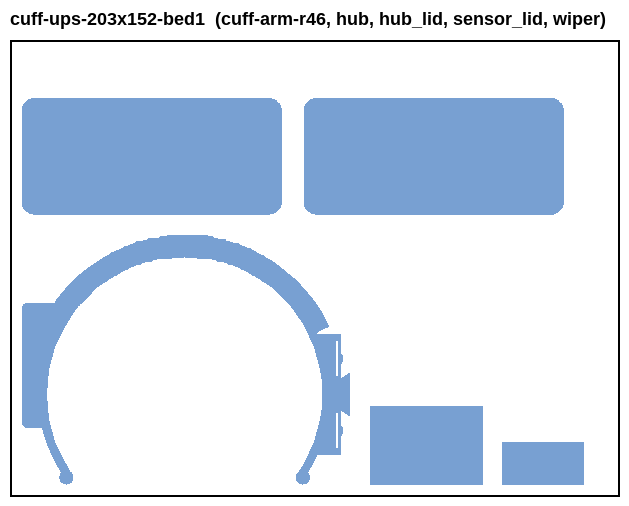 cuff-ups-203x152-bed1 (cuff-arm-r46, hub, hub_lid, sensor_lid, wiper)